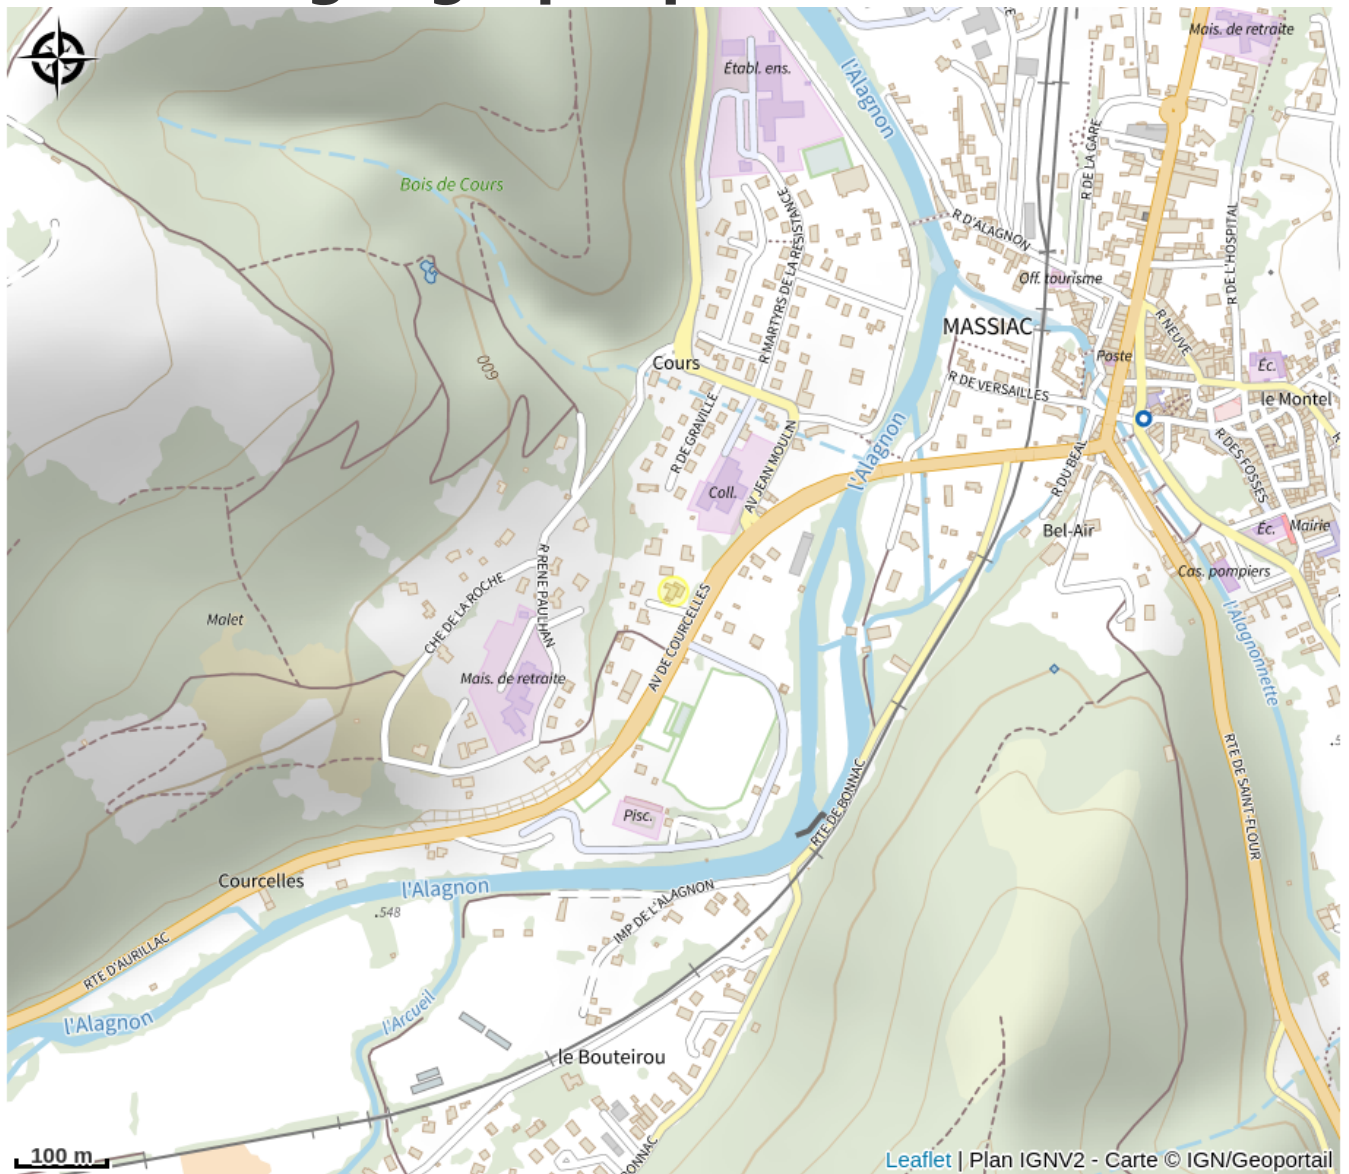 Mais. de retraite
Établ. ens.
l'Alagnon
R DE LA GARE
Bois de Cours
R MARTYRS DE LA RESISTANCE
R D'ALAGNON
R DE L'HOSPITAL
Off. tourisme
MASSIAC
R NEUVE
Poste
Cours
600
Éc.
R DE VERSAILLES
le Montel
R DE GRAVILLE
AV JEAN MOULIN
l'Alagnon
R DU BEAL
R DES FOSSES
Coll.
Bel-Air
Éc.
Mairie
R RENE PAULHAN
CHE DE LA ROCHE
Cas. pompiers
Malet
AV DE COURCELLES
l'Alagnonnette
Mais. de retraite
RTE DE SAINT-FLOUR
RTE DE BONNAC
Pisc.
Courcelles
l'Alagnon
.548
IMP DE L'ALAGNON
RTE D'AURILLAC
l'Alagnon
l'Arcueil
le Bouteirou
BONNAC
100 m
Leaflet | Plan IGNV2 - Carte © IGN/Geoportail